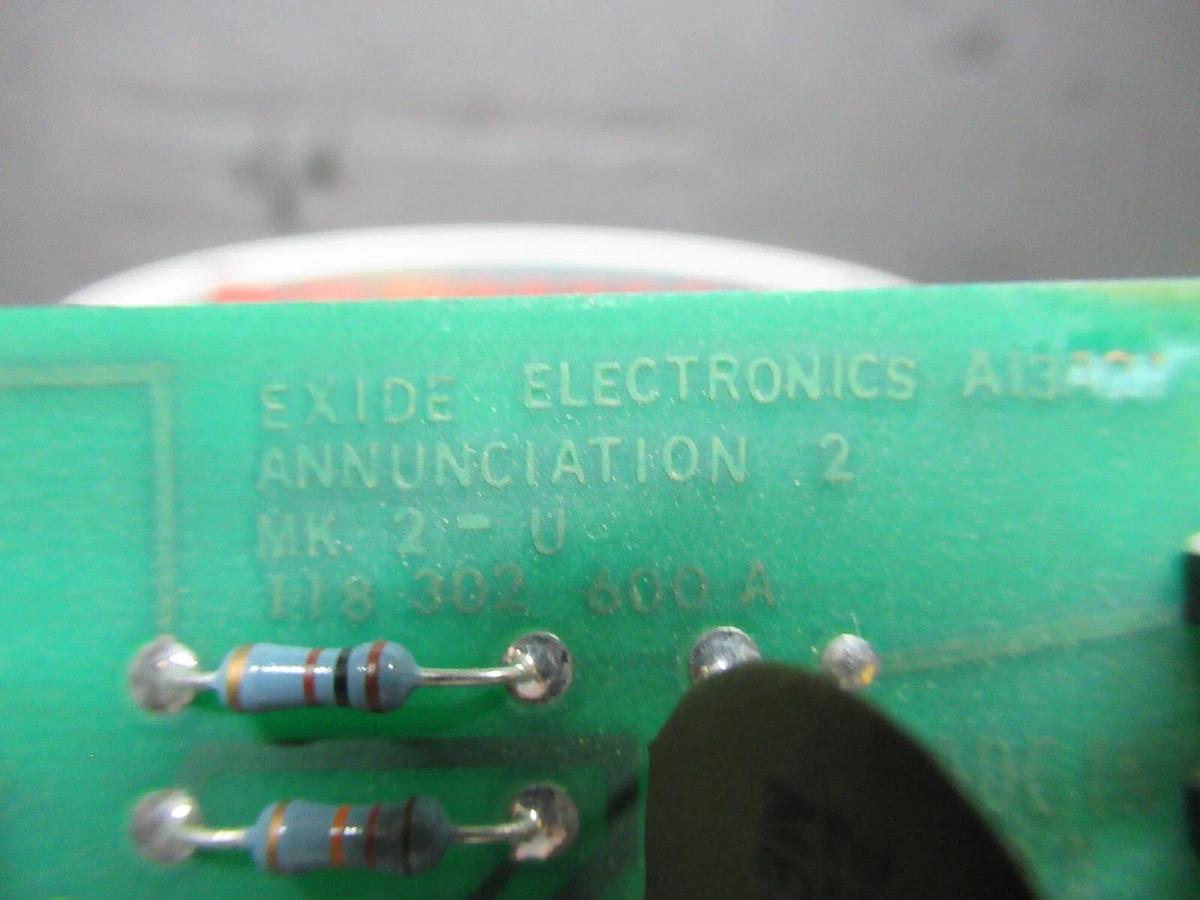 EXIDE ELECTRONICS
ANNUNCIATION 2
MK. 2 - U
118 302 600 A